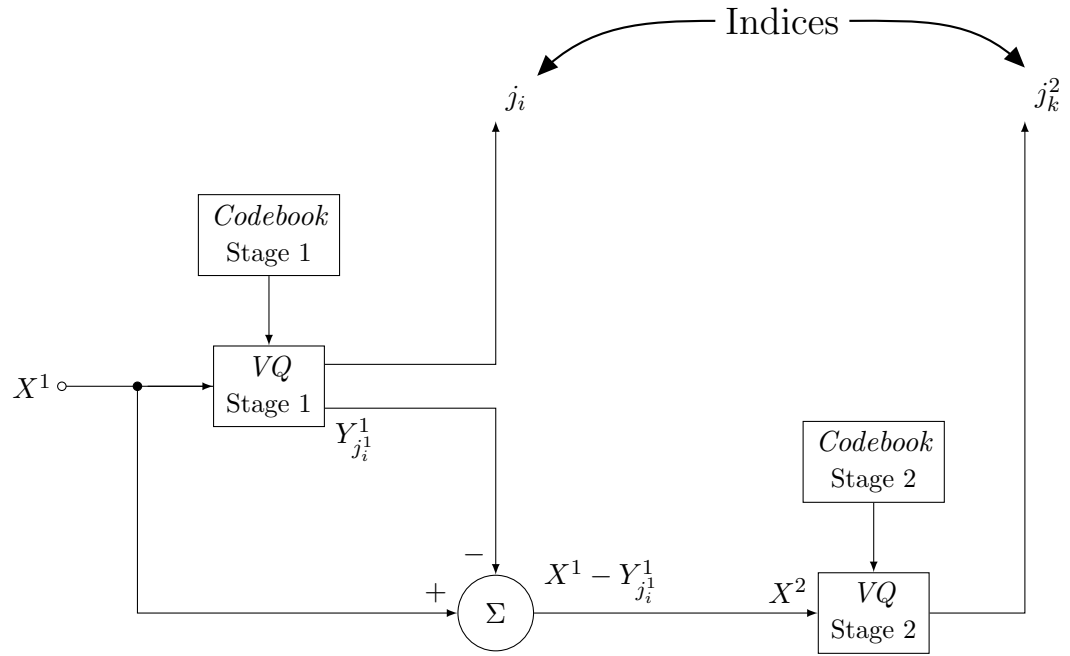 Indices
j_i j_k^2
Codebook
Stage 1
X^1
VQ
Stage 1
Y_{j_i^1}^1
Codebook
Stage 2
−
+
Σ
X^1 − Y_{j_i^1}^1
X^2
VQ
Stage 2